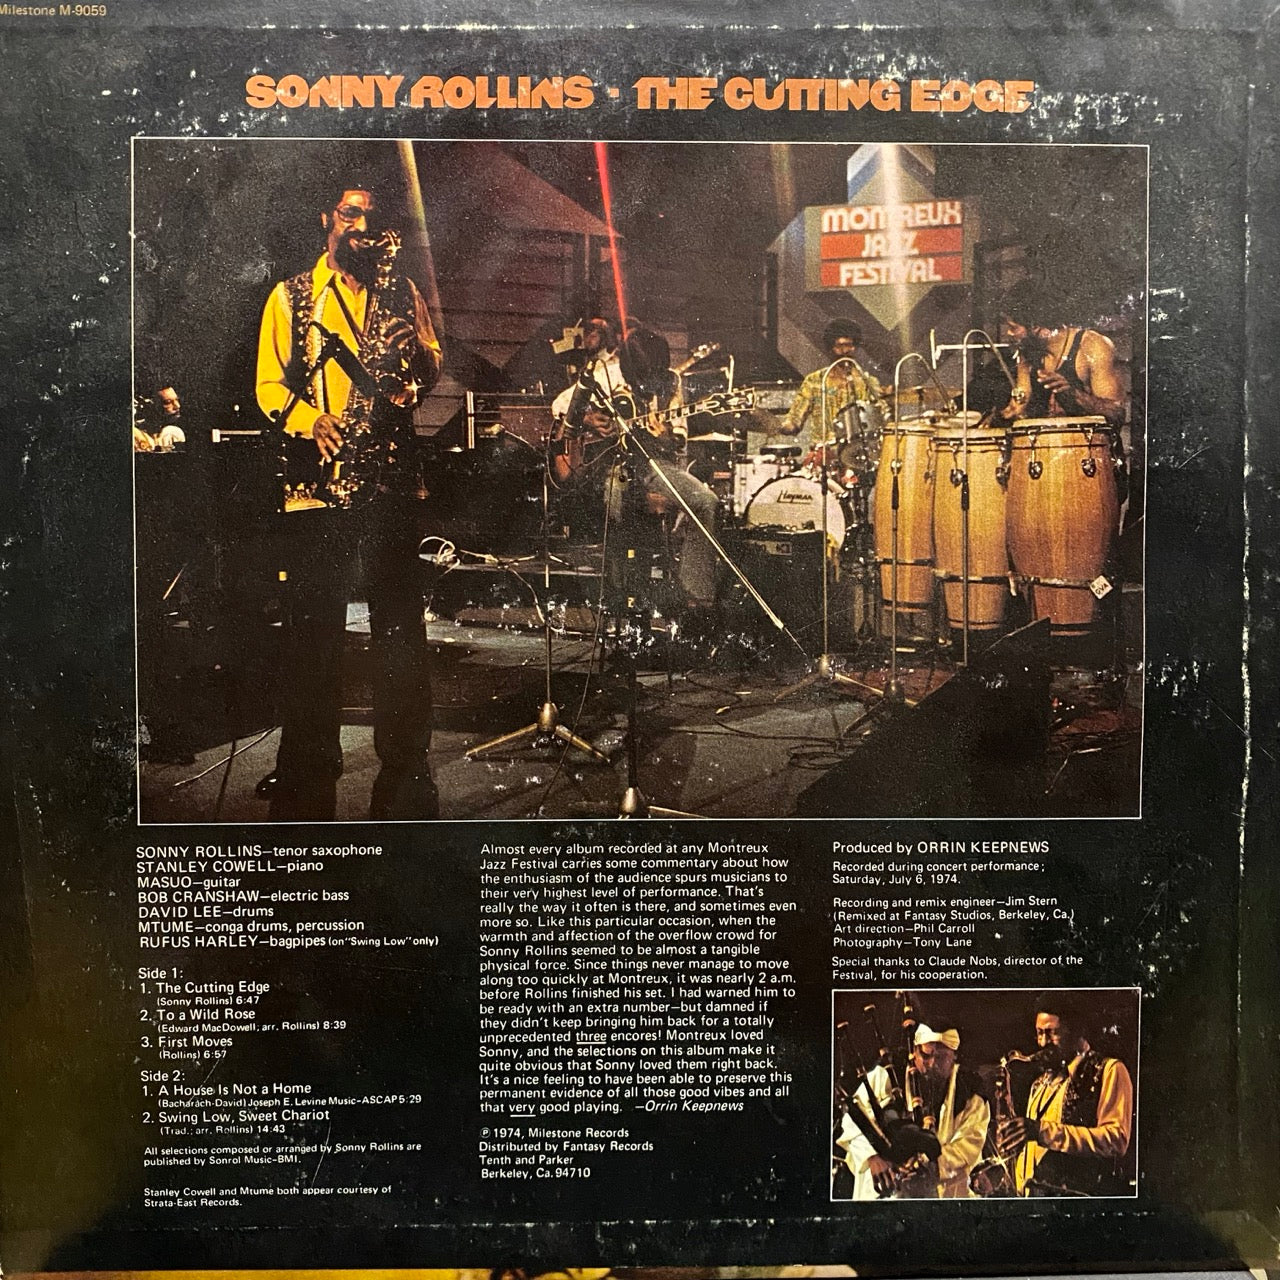 Milestone M-9059
SONNY ROLLINS · THE CUTTING EDGE
MONTREUX
JAZZ
FESTIVAL
Hayman
SONNY ROLLINS—tenor saxophone
STANLEY COWELL—piano
MASUO—guitar
BOB CRANSHAW—electric bass
DAVID LEE—drums
MTUME—conga drums, percussion
RUFUS HARLEY—bagpipes (on "Swing Low" only)
Side 1:
1. The Cutting Edge
(Sonny Rollins) 6:47
2. To a Wild Rose
(Edward MacDowell; arr. Rollins) 8:39
3. First Moves
(Rollins) 6:57
Side 2:
1. A House Is Not a Home
(Bacharach-David) Joseph E. Levine Music-ASCAP 5:29
2. Swing Low, Sweet Chariot
(Trad.; arr. Rollins) 14:43
All selections composed or arranged by Sonny Rollins are
published by Sonrol Music-BMI.
Stanley Cowell and Mtume both appear courtesy of
Strata-East Records.
Almost every album recorded at any Montreux
Jazz Festival carries some commentary about how
the enthusiasm of the audience spurs musicians to
their very highest level of performance. That's
really the way it often is there, and sometimes even
more so. Like this particular occasion, when the
warmth and affection of the overflow crowd for
Sonny Rollins seemed to be almost a tangible
physical force. Since things never manage to move
along too quickly at Montreux, it was nearly 2 a.m.
before Rollins finished his set. I had warned him to
be ready with an extra number—but damned if
they didn't keep bringing him back for a totally
unprecedented three encores! Montreux loved
Sonny, and the selections on this album make it
quite obvious that Sonny loved them right back.
It's a nice feeling to have been able to preserve this
permanent evidence of all those good vibes and all
that very good playing. —Orrin Keepnews
℗ 1974, Milestone Records
Distributed by Fantasy Records
Tenth and Parker
Berkeley, Ca. 94710
Produced by ORRIN KEEPNEWS
Recorded during concert performance;
Saturday, July 6, 1974.
Recording and remix engineer—Jim Stern
(Remixed at Fantasy Studios, Berkeley, Ca.)
Art direction—Phil Carroll
Photography—Tony Lane
Special thanks to Claude Nobs, director of the
Festival, for his cooperation.